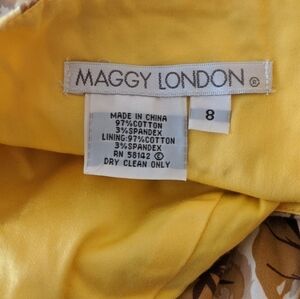 MAGGY LONDON®
8
MADE IN CHINA
97%COTTON
3%SPANDEX
LINING:97%COTTON
3%SPANDEX
RN 58142 ©
DRY CLEAN ONLY